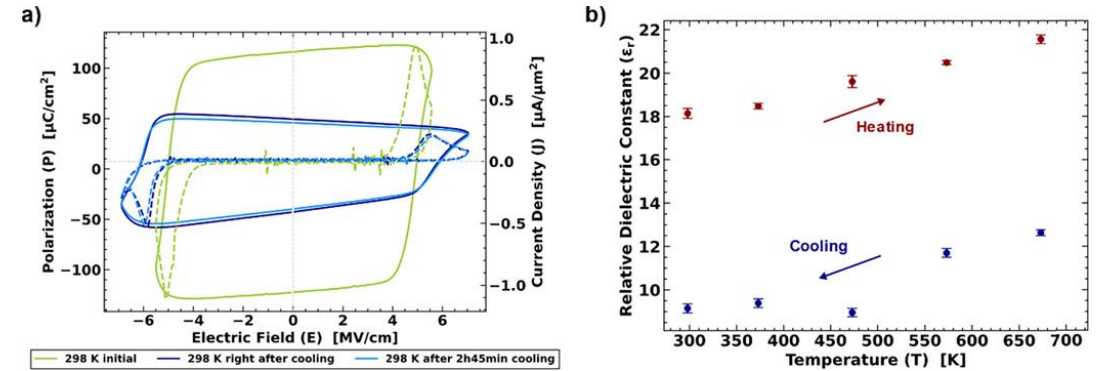 a)
Polarization (P) [µC/cm²]
100
50
0
−50
−100
−6
−4
−2
0
2
4
6
Electric Field (E) [MV/cm]
1.0
0.5
0.0
−0.5
−1.0
Current Density (J) [µA/µm²]
298 K initial
298 K right after cooling
298 K after 2h45min cooling
b)
Relative Dielectric Constant (εr)
22
20
18
16
14
12
10
Heating
Cooling
300
350
400
450
500
550
600
650
700
Temperature (T) [K]